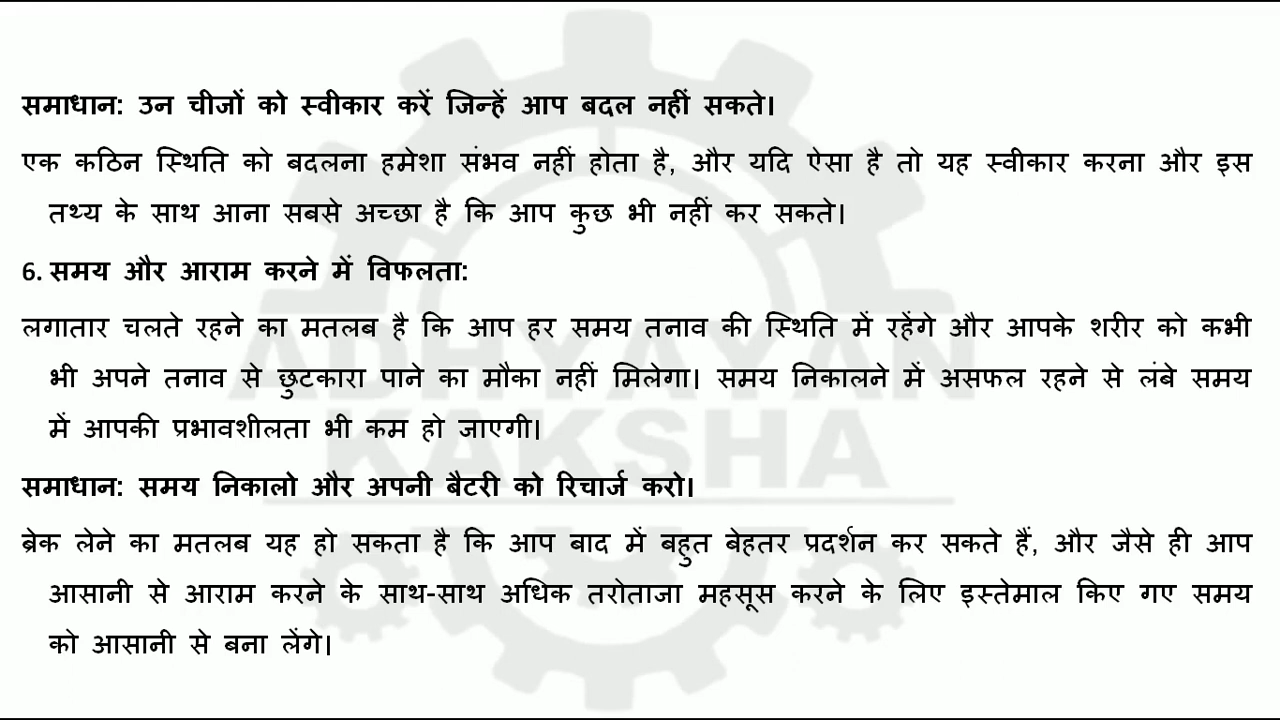 समाधान: उन चीजों को स्वीकार करें जिन्हें आप बदल नहीं सकते।
एक कठिन स्थिति को बदलना हमेशा संभव नहीं होता है, और यदि ऐसा है तो यह स्वीकार करना और इस
तथ्य के साथ आना सबसे अच्छा है कि आप कुछ भी नहीं कर सकते।
6. समय और आराम करने में विफलता:
लगातार चलते रहने का मतलब है कि आप हर समय तनाव की स्थिति में रहेंगे और आपके शरीर को कभी
भी अपने तनाव से छुटकारा पाने का मौका नहीं मिलेगा। समय निकालने में असफल रहने से लंबे समय
में आपकी प्रभावशीलता भी कम हो जाएगी।
समाधान: समय निकालो और अपनी बैटरी को रिचार्ज करो।
ब्रेक लेने का मतलब यह हो सकता है कि आप बाद में बहुत बेहतर प्रदर्शन कर सकते हैं, और जैसे ही आप
आसानी से आराम करने के साथ-साथ अधिक तरोताजा महसूस करने के लिए इस्तेमाल किए गए समय
को आसानी से बना लेंगे।
ADHYAYAN
KAKSHA